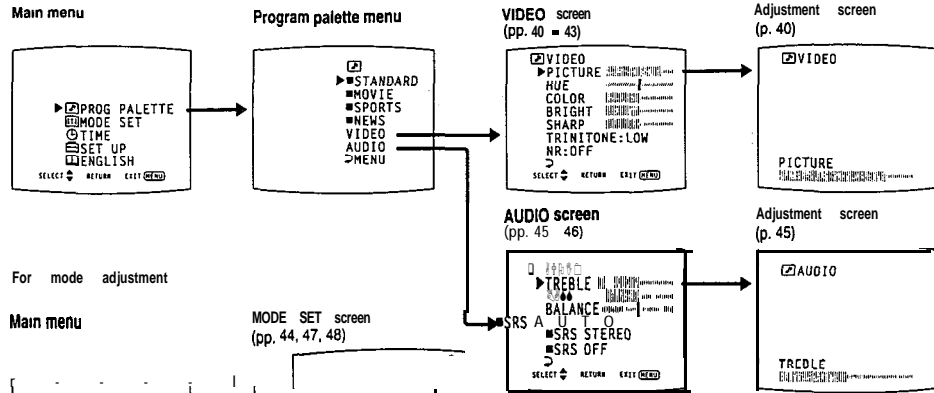 Main menu
PROG PALETTE
MODE SET
TIME
SET UP
ENGLISH
SELECT RETURN EXIT MENU
Program palette menu
STANDARD
MOVIE
SPORTS
NEWS
VIDEO
AUDIO
MENU
VIDEO screen
(pp. 40 = 43)
VIDEO
PICTURE
HUE
COLOR
BRIGHT
SHARP
TRINITONE:LOW
NR:OFF
SELECT RETURN EXIT MENU
Adjustment screen
(p. 40)
VIDEO
PICTURE
AUDIO screen
(pp. 45 46)
TREBLE
BALANCE
SRS AUTO
SRS STEREO
SRS OFF
SELECT RETURN EXIT MENU
Adjustment screen
(p. 45)
AUDIO
TREDLE
For mode adjustment
Main menu
MODE SET screen
(pp. 44, 47, 48)